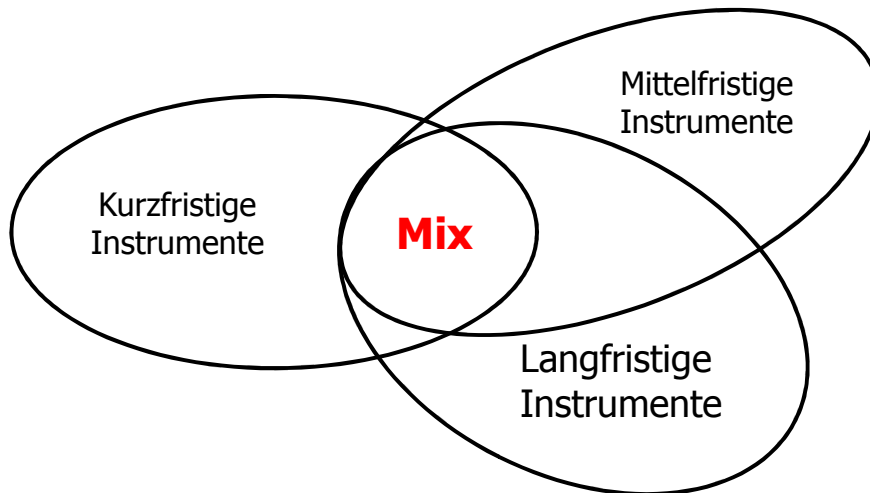 Mittelfristige
Instrumente
Kurzfristige
Instrumente
Mix
Langfristige
Instrumente